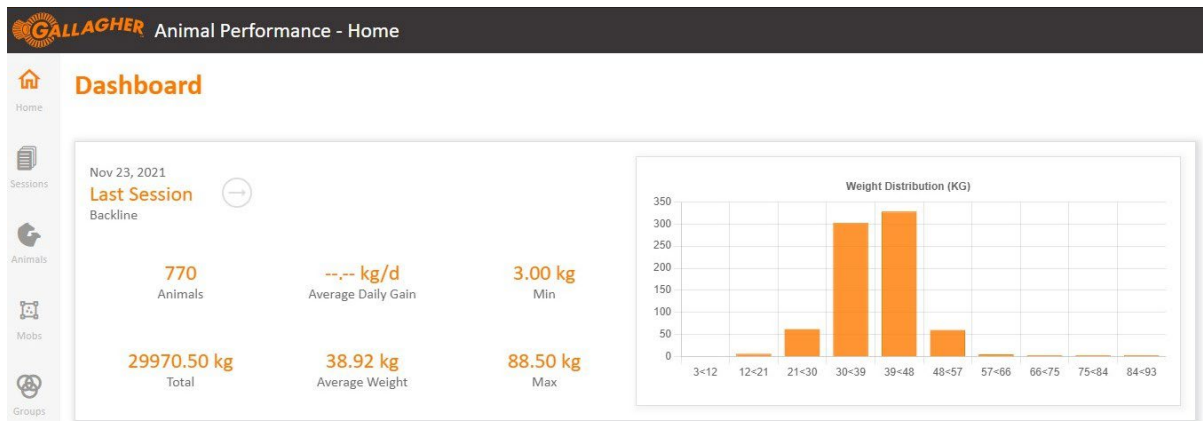 GALLAGHER Animal Performance - Home
Home
Sessions
Animals
Mobs
Groups
Dashboard
Nov 23, 2021
Last Session
Backline
770
Animals
--.-- kg/d
Average Daily Gain
3.00 kg
Min
29970.50 kg
Total
38.92 kg
Average Weight
88.50 kg
Max
Weight Distribution (KG)
350
300
250
200
150
100
50
0
3<12 12<21 21<30 30<39 39<48 48<57 57<66 66<75 75<84 84<93